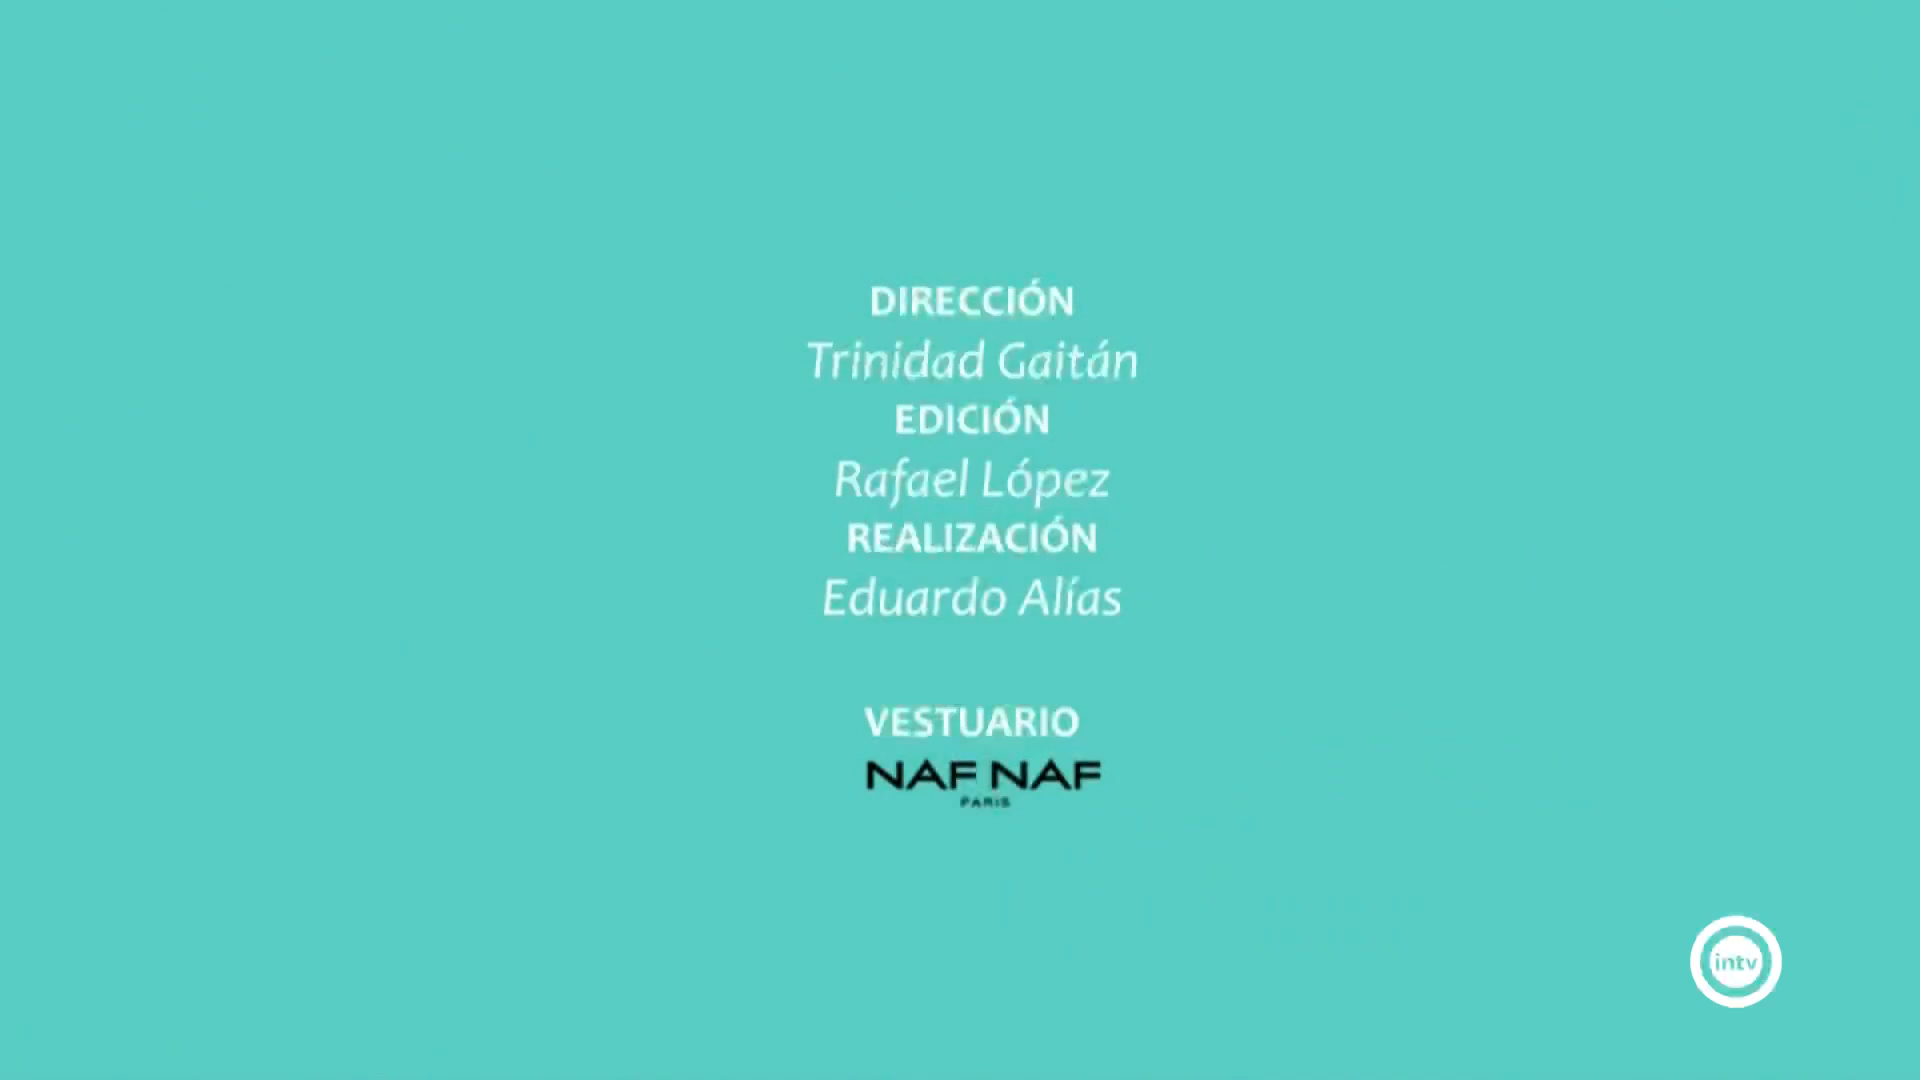 DIRECCIÓN
Trinidad Gaitán
EDICIÓN
Rafael López
REALIZACIÓN
Eduardo Alías
VESTUARIO
NAF NAF
PARIS
intv